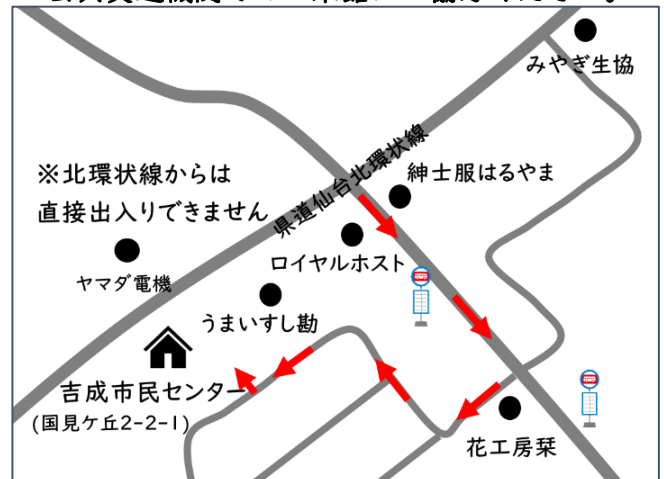 みやぎ生協
県道仙台北環状線
紳士服はるやま
※北環状線からは
直接出入りできません
ロイヤルホスト
ヤマダ電機
うまいすし勘
吉成市民センター
(国見ケ丘2-2-1)
花工房栞